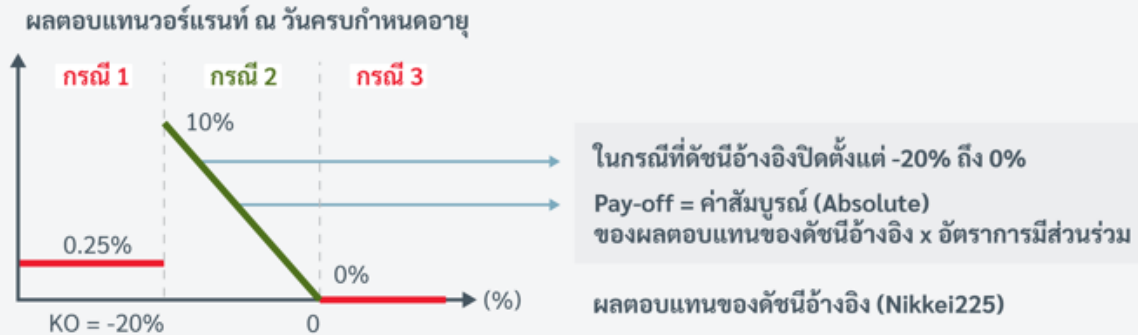 ผลตอบแทนวอร์แรนท์ ณ วันครบกำหนดอายุ
กรณี 1
กรณี 2
กรณี 3
10%
0.25%
0%
(%)
KO = -20%
0
ในกรณีที่ดัชนีอ้างอิงปิดตั้งแต่ -20% ถึง 0%
Pay-off = ค่าสัมบูรณ์ (Absolute)
ของผลตอบแทนของดัชนีอ้างอิง x อัตราการมีส่วนร่วม
ผลตอบแทนของดัชนีอ้างอิง (Nikkei225)